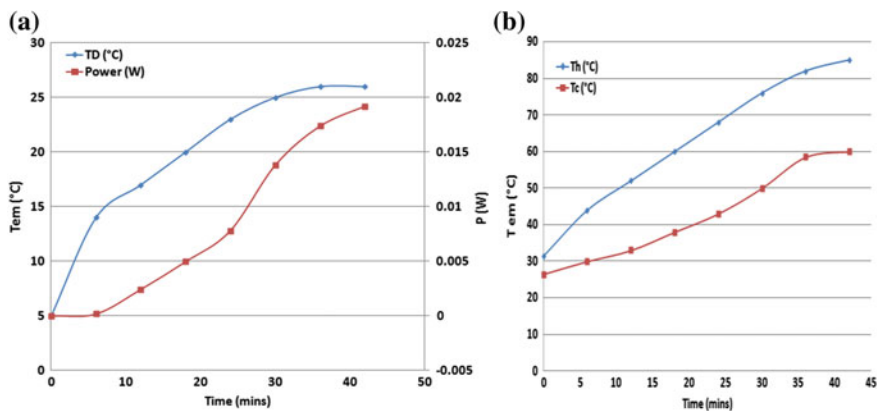 (a)
30
25
20
15
10
5
0
Tem (°C)
TD (°C)
Power (W)
0.025
0.02
0.015
0.01
0.005
0
-0.005
P (W)
0 10 20 30 40 50
Time (mins)
(b)
90
80
70
60
50
40
30
20
10
0
T em (°C)
Th (°C)
Tc(°C)
0 5 10 15 20 25 30 35 40 45
Time (mins)